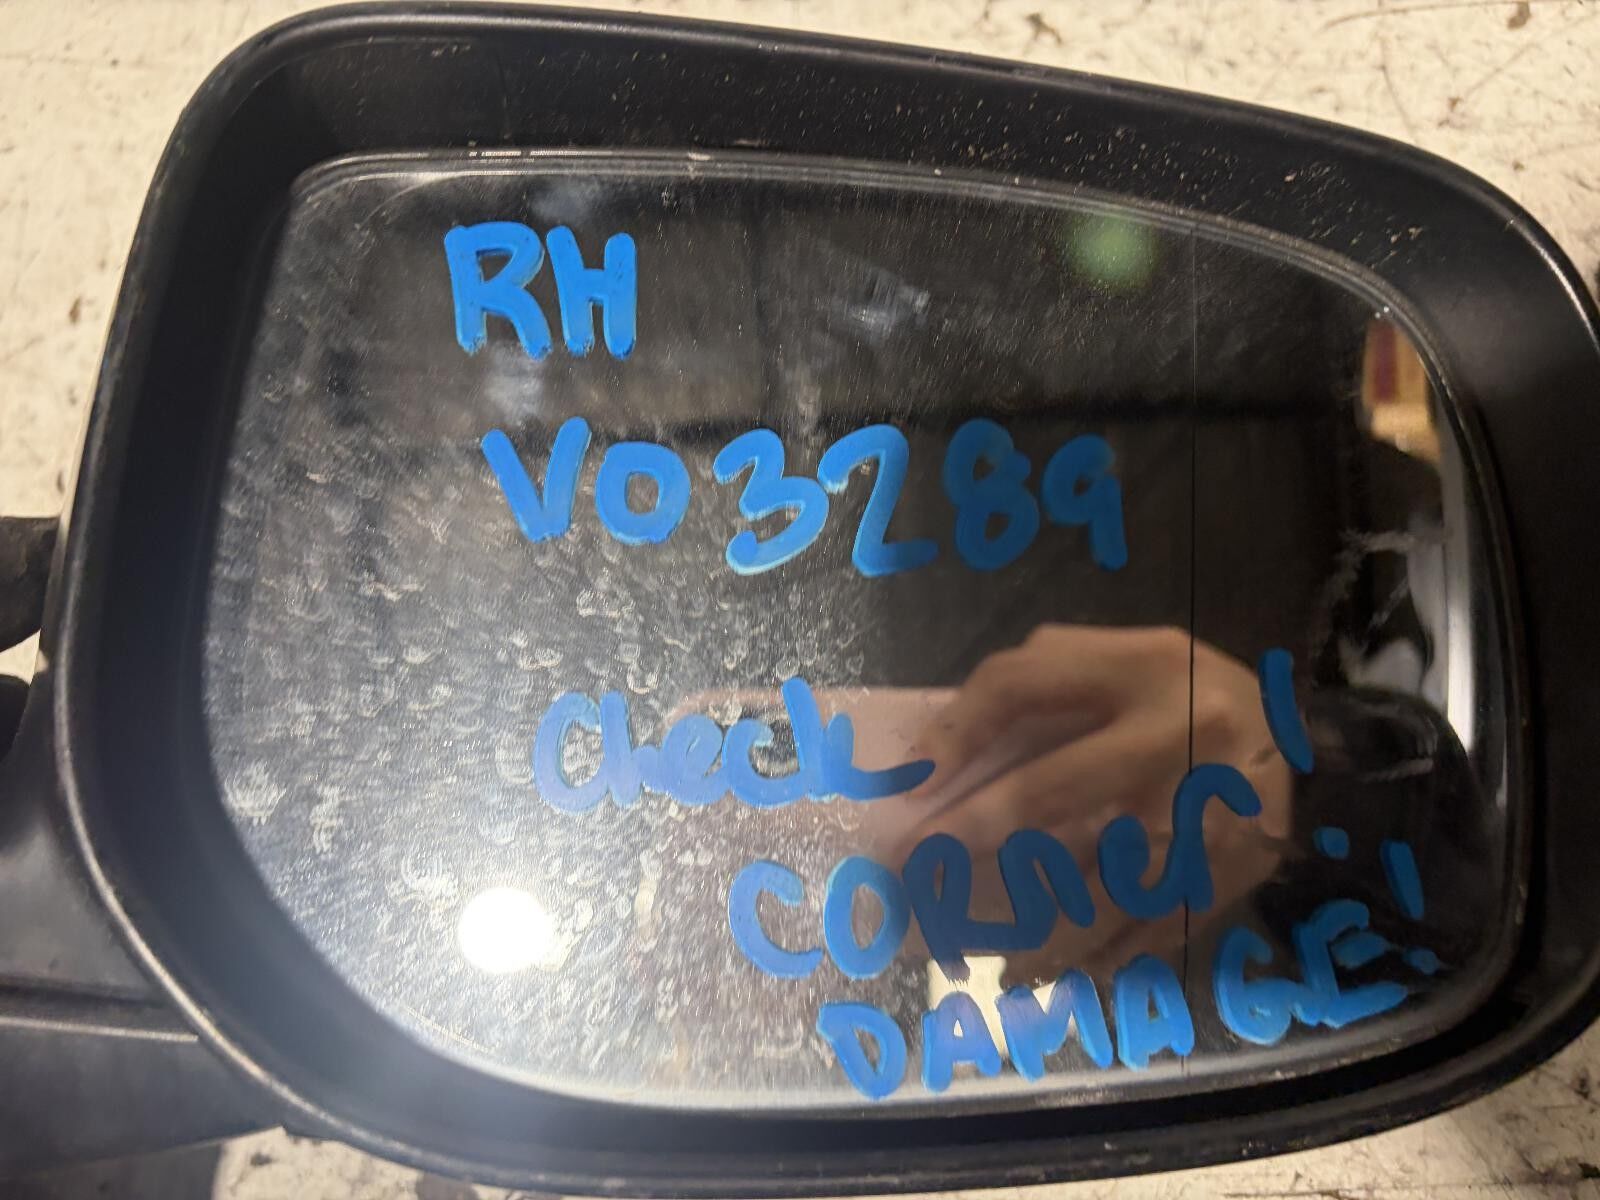 RH
VO3289
Check !
CORner
DAMAGE!